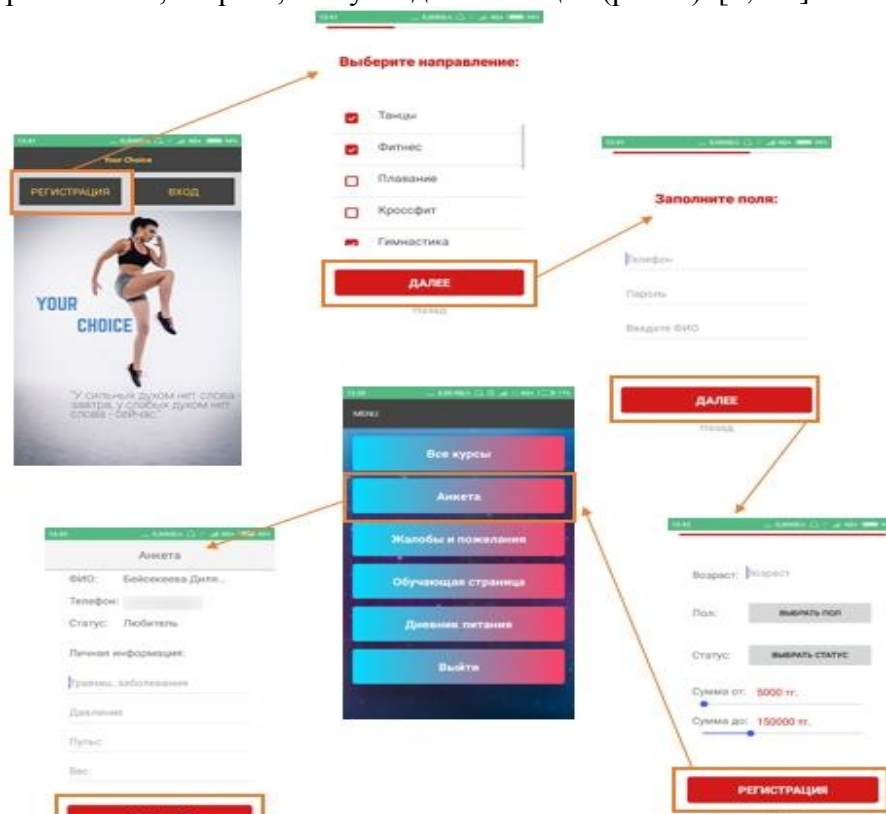 Your Choice
РЕГИСТРАЦИЯ
ВХОД
YOUR
CHOICE
"У сильных духом нет слова -
завтра, у слабых духом нет
слова - сейчас"
Выберите направление:
Танцы
Фитнес
Плавание
Кроссфит
Гимнастика
ДАЛЕЕ
Назад
Заполните поля:
Телефон
Пароль
Введите ФИО
ДАЛЕЕ
Назад
Возраст: Возраст
Пол: ВЫБРАТЬ ПОЛ
Статус: ВЫБРАТЬ СТАТУС
Сумма от: 5000 тг.
Сумма до: 150000 тг.
РЕГИСТРАЦИЯ
MENU
Все курсы
Анкета
Жалобы и пожелания
Обучающая страница
Дневник питания
Выйти
Анкета
ФИО: Бейсекеева Диля...
Телефон:
Статус: Любитель
Личная информация:
Травмы, заболевания
Давление
Пульс
Вес